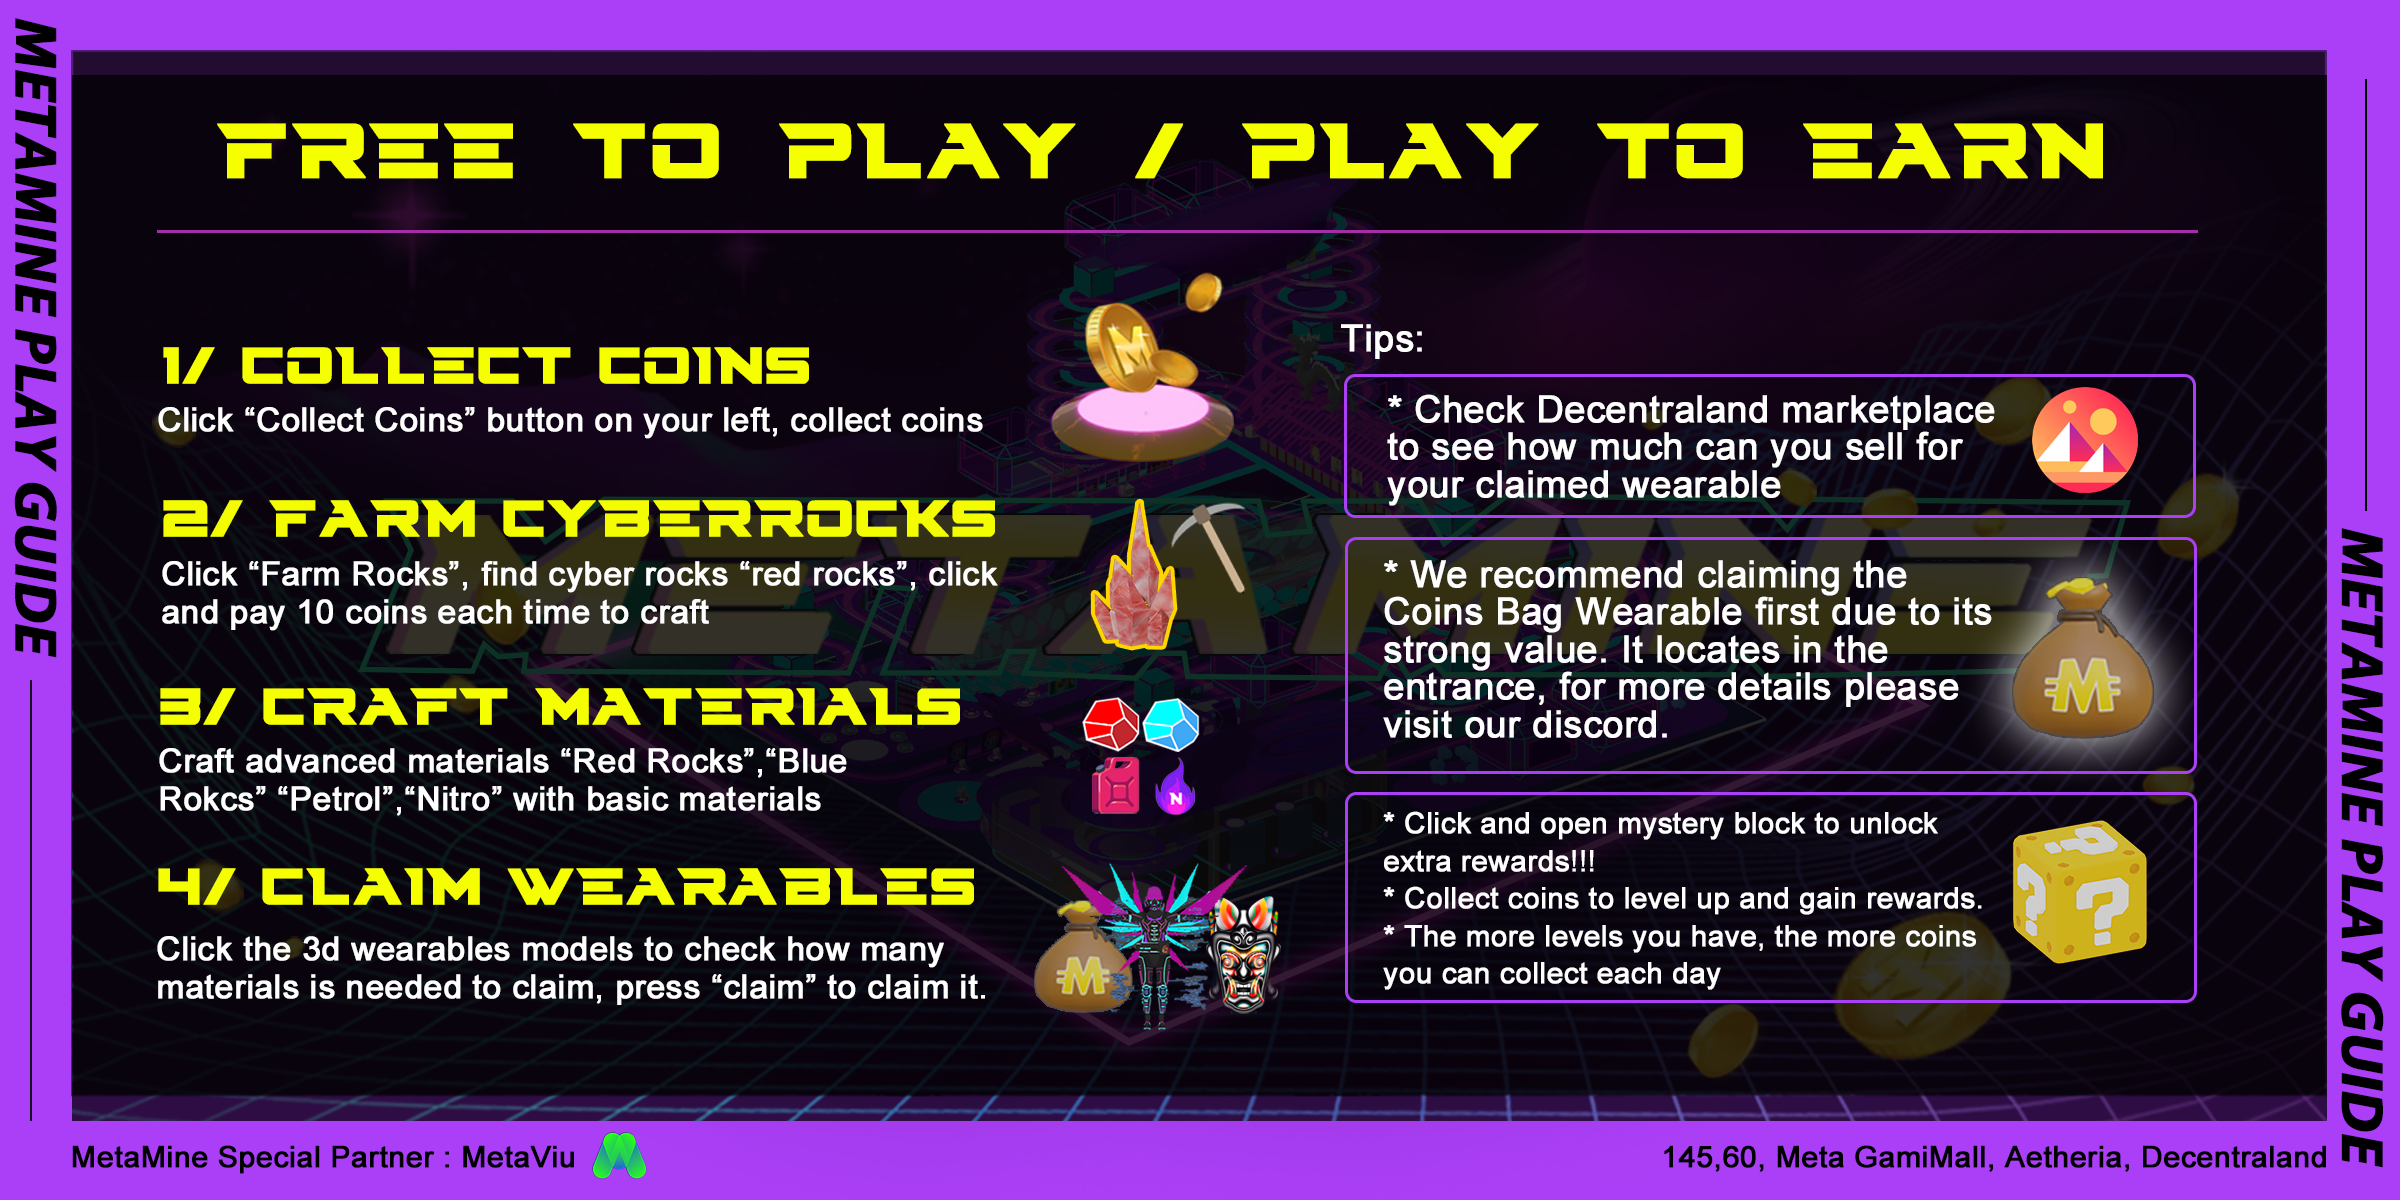 METAMINE PLAY GUIDE
FREE TO PLAY / PLAY TO EARN
1/ COLLECT COINS
Click “Collect Coins” button on your left, collect coins
2/ FARM CYBERROCKS
Click “Farm Rocks”, find cyber rocks “red rocks”, click
and pay 10 coins each time to craft
3/ CRAFT MATERIALS
Craft advanced materials “Red Rocks”,“Blue
Rokcs” “Petrol”,“Nitro” with basic materials
N
4/ CLAIM WEARABLES
Click the 3d wearables models to check how many
materials is needed to claim, press “claim” to claim it.
Tips:
* Check Decentraland marketplace
to see how much can you sell for
your claimed wearable
* We recommend claiming the
Coins Bag Wearable first due to its
strong value. It locates in the
entrance, for more details please
visit our discord.
* Click and open mystery block to unlock
extra rewards!!!
* Collect coins to level up and gain rewards.
* The more levels you have, the more coins
you can collect each day
METAMINE
METAMINE PLAY GUIDE
MetaMine Special Partner : MetaViu
145,60, Meta GamiMall, Aetheria, Decentraland